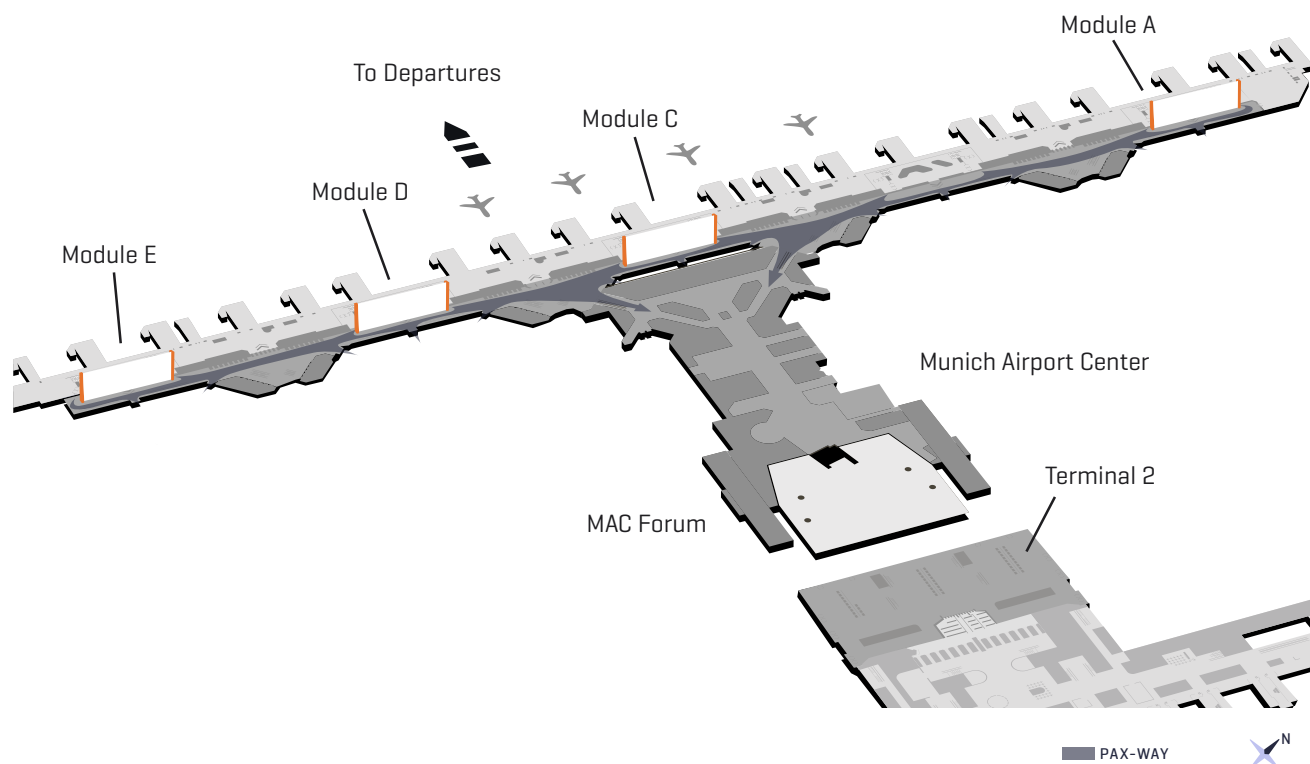 Module A
To Departures
Module C
Module D
Module E
Munich Airport Center
Terminal 2
MAC Forum
PAX-WAY
N